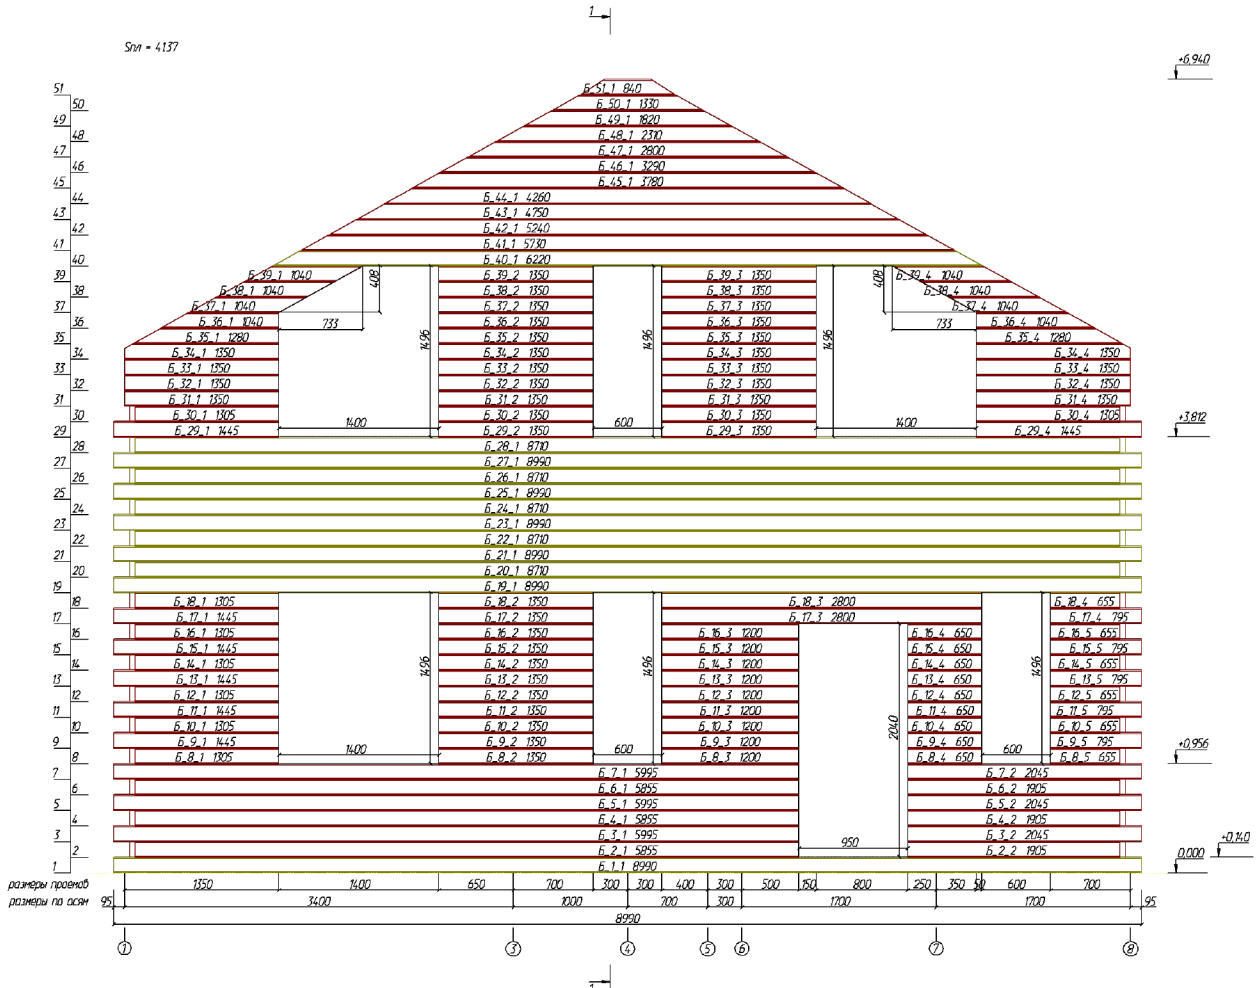 1
Sпл = 4137
+6,940
51 Б_51_1 840
50 Б_50_1 1330
49 Б_49_1 1820
48 Б_48_1 2310
47 Б_47_1 2800
46 Б_46_1 3290
45 Б_45_1 3780
44 Б_44_1 4260
43 Б_43_1 4750
42 Б_42_1 5240
41 Б_41_1 5730
40 Б_40_1 6220
39 Б_39_1 1040 408 Б_39_2 1350 Б_39_3 1350 408 Б_39_4 1040
38 Б_38_1 1040 Б_38_2 1350 Б_38_3 1350 Б_38_4 1040
37 Б_37_1 1040 Б_37_2 1350 Б_37_3 1350 Б_37_4 1040
36 Б_36_1 1040 733 Б_36_2 1350 Б_36_3 1350 733 Б_36_4 1040
35 Б_35_1 1280 1496 Б_35_2 1350 1496 Б_35_3 1350 1496 Б_35_4 1280
34 Б_34_1 1350 Б_34_2 1350 Б_34_3 1350 Б_34_4 1350
33 Б_33_1 1350 Б_33_2 1350 Б_33_3 1350 Б_33_4 1350
32 Б_32_1 1350 Б_32_2 1350 Б_32_3 1350 Б_32_4 1350
31 Б_31_1 1350 Б_31_2 1350 Б_31_3 1350 Б_31_4 1350
30 Б_30_1 1305 1400 Б_30_2 1350 600 Б_30_3 1350 1400 Б_30_4 1305 +3,812
29 Б_29_1 1445 Б_29_2 1350 Б_29_3 1350 Б_29_4 1445
28 Б_28_1 8710
27 Б_27_1 8990
26 Б_26_1 8710
25 Б_25_1 8990
24 Б_24_1 8710
23 Б_23_1 8990
22 Б_22_1 8710
21 Б_21_1 8990
20 Б_20_1 8710
19 Б_19_1 8990
18 Б_18_1 1305 Б_18_2 1350 Б_18_3 2800 Б_18_4 655
17 Б_17_1 1445 Б_17_2 1350 Б_17_3 2800 Б_17_4 795
16 Б_16_1 1305 Б_16_2 1350 Б_16_3 1200 Б_16_4 650 Б_16_5 655
15 Б_15_1 1445 Б_15_2 1350 Б_15_3 1200 Б_15_4 650 Б_15_5 795
14 Б_14_1 1305 1496 Б_14_2 1350 1496 Б_14_3 1200 Б_14_4 650 1496 Б_14_5 655
13 Б_13_1 1445 Б_13_2 1350 Б_13_3 1200 Б_13_4 650 Б_13_5 795
12 Б_12_1 1305 Б_12_2 1350 Б_12_3 1200 Б_12_4 650 Б_12_5 655
11 Б_11_1 1445 Б_11_2 1350 Б_11_3 1200 Б_11_4 650 Б_11_5 795
10 Б_10_1 1305 Б_10_2 1350 Б_10_3 1200 2040 Б_10_4 650 Б_10_5 655
9 Б_9_1 1445 1400 Б_9_2 1350 600 Б_9_3 1200 Б_9_4 650 600 Б_9_5 795 +0,956
8 Б_8_1 1305 Б_8_2 1350 Б_8_3 1200 Б_8_4 650 Б_8_5 655
7 Б_7_1 5995 Б_7_2 2045
6 Б_6_1 5855 Б_6_2 1905
5 Б_5_1 5995 Б_5_2 2045
4 Б_4_1 5855 Б_4_2 1905
3 Б_3_1 5995 950 Б_3_2 2045 +0,140
2 Б_2_1 5855 Б_2_2 1905 0,000
1 Б_1_1 8990
размеры проемов 1350 1400 650 700 300 300 400 300 500 150 800 250 350 50 600 700
размеры по осям 95 3400 1000 700 300 1700 1700 95
8990
1 3 4 5 6 7 8
1